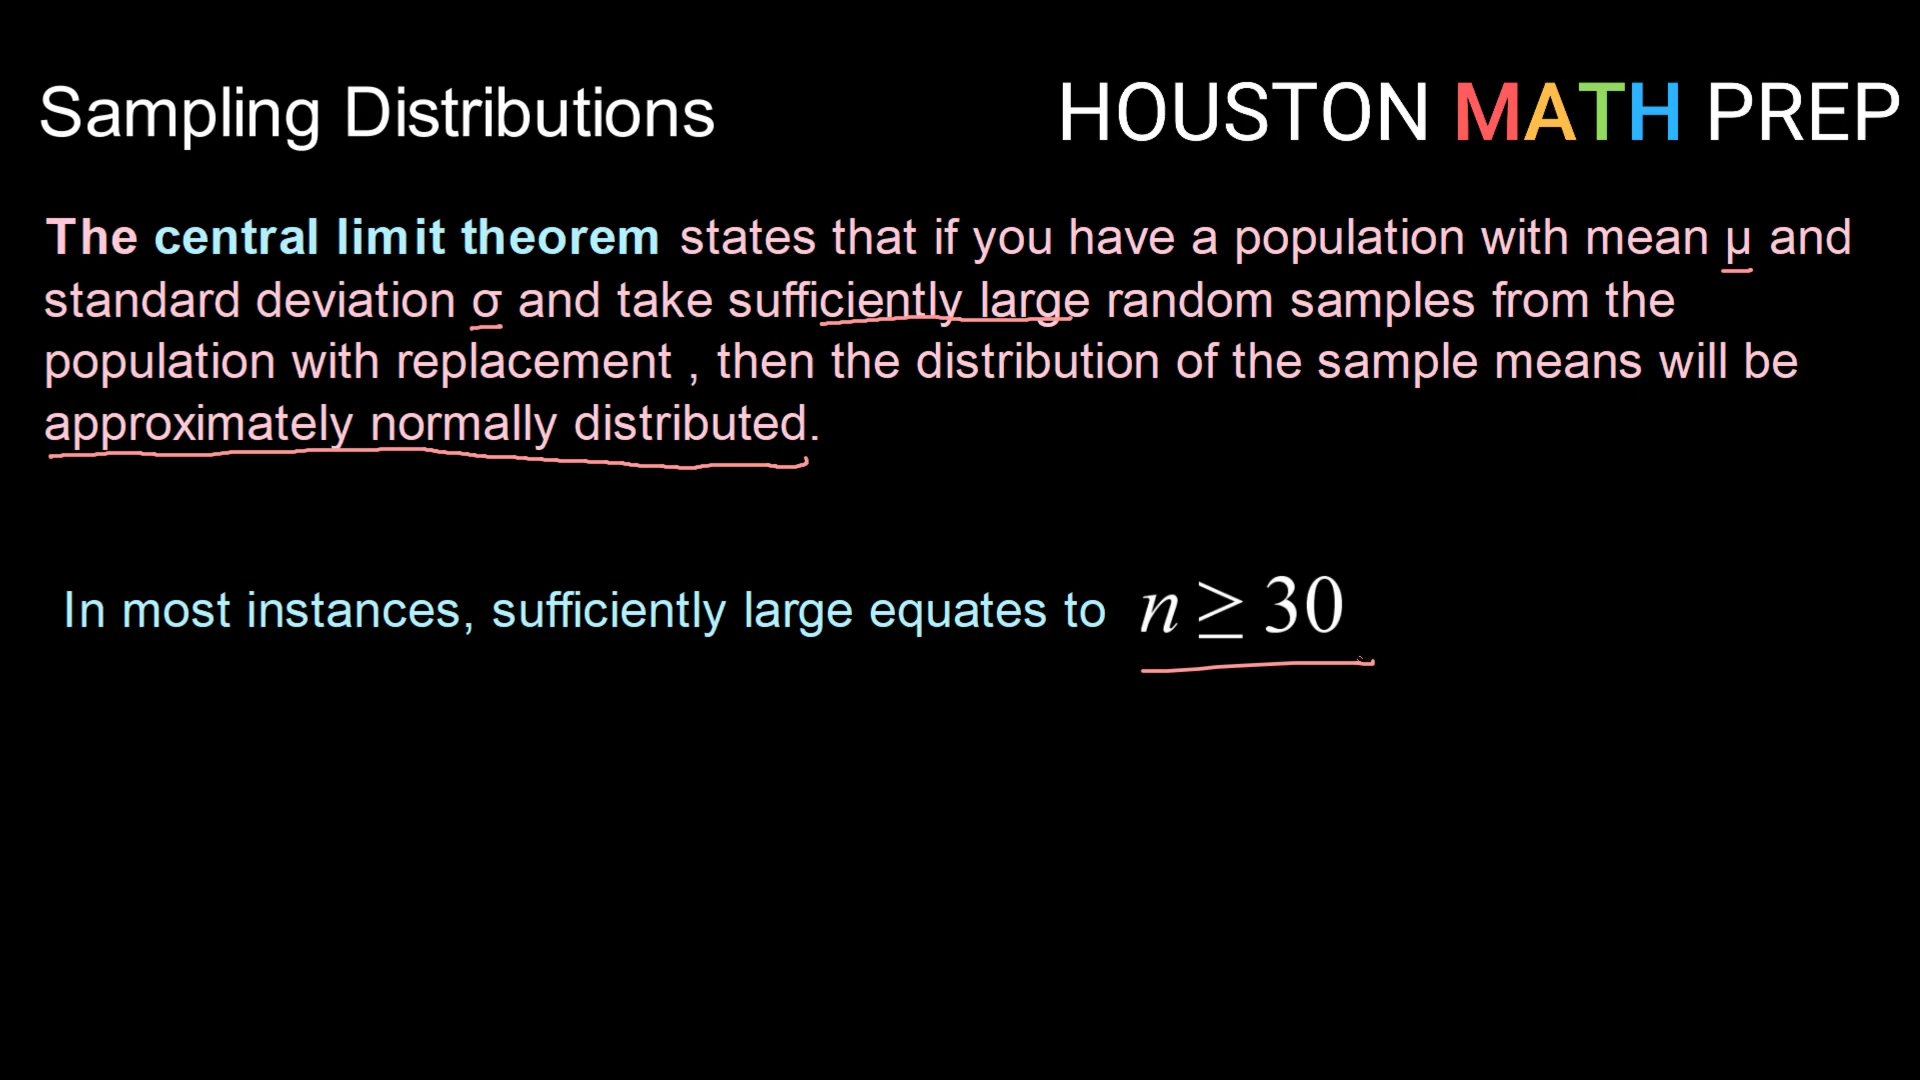 Sampling Distributions
HOUSTON MATH PREP
The central limit theorem states that if you have a population with mean μ and
standard deviation σ and take sufficiently large random samples from the
population with replacement , then the distribution of the sample means will be
approximately normally distributed.
In most instances, sufficiently large equates to n ≥ 30